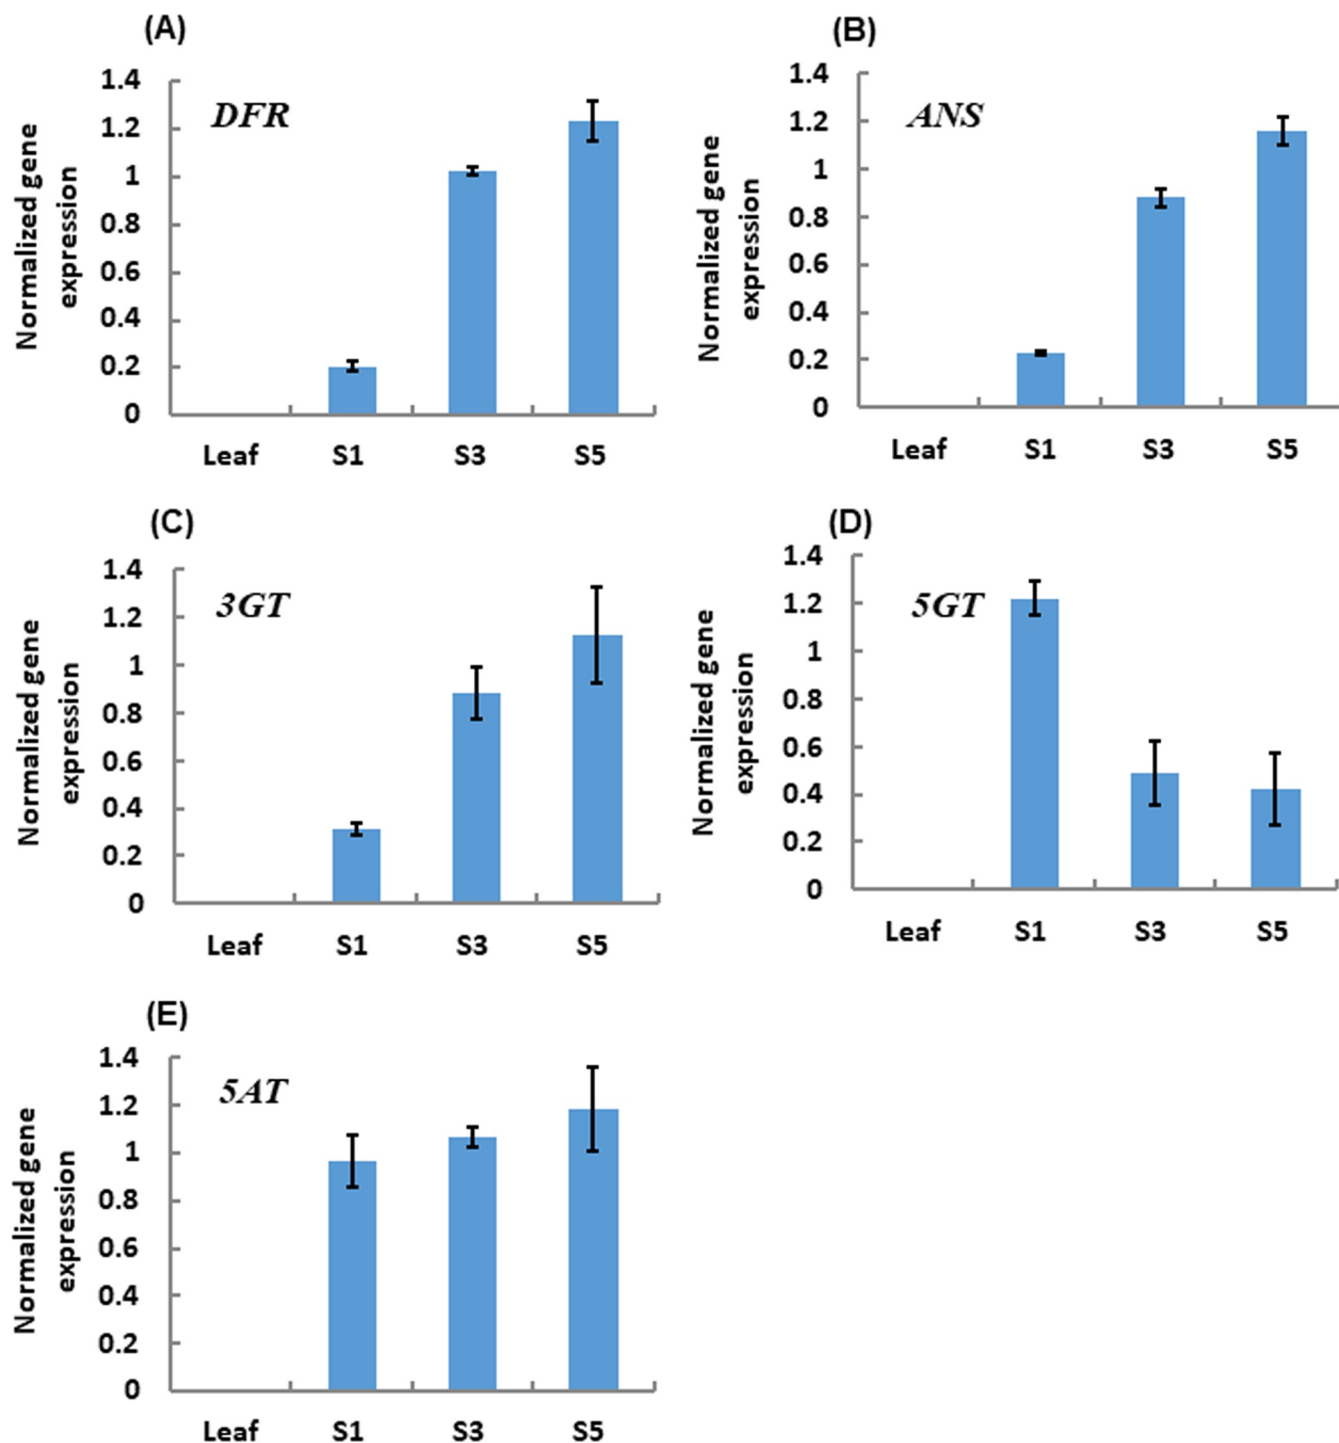 (A)
DFR
Normalized gene
expression
1.4
1.2
1
0.8
0.6
0.4
0.2
0
Leaf S1 S3 S5
(B)
ANS
Normalized gene
expression
1.4
1.2
1
0.8
0.6
0.4
0.2
0
Leaf S1 S3 S5
(C)
3GT
Normalized gene
expression
1.4
1.2
1
0.8
0.6
0.4
0.2
0
Leaf S1 S3 S5
(D)
5GT
Normalized gene
expression
1.4
1.2
1
0.8
0.6
0.4
0.2
0
Leaf S1 S3 S5
(E)
5AT
Normalized gene
expression
1.4
1.2
1
0.8
0.6
0.4
0.2
0
Leaf S1 S3 S5